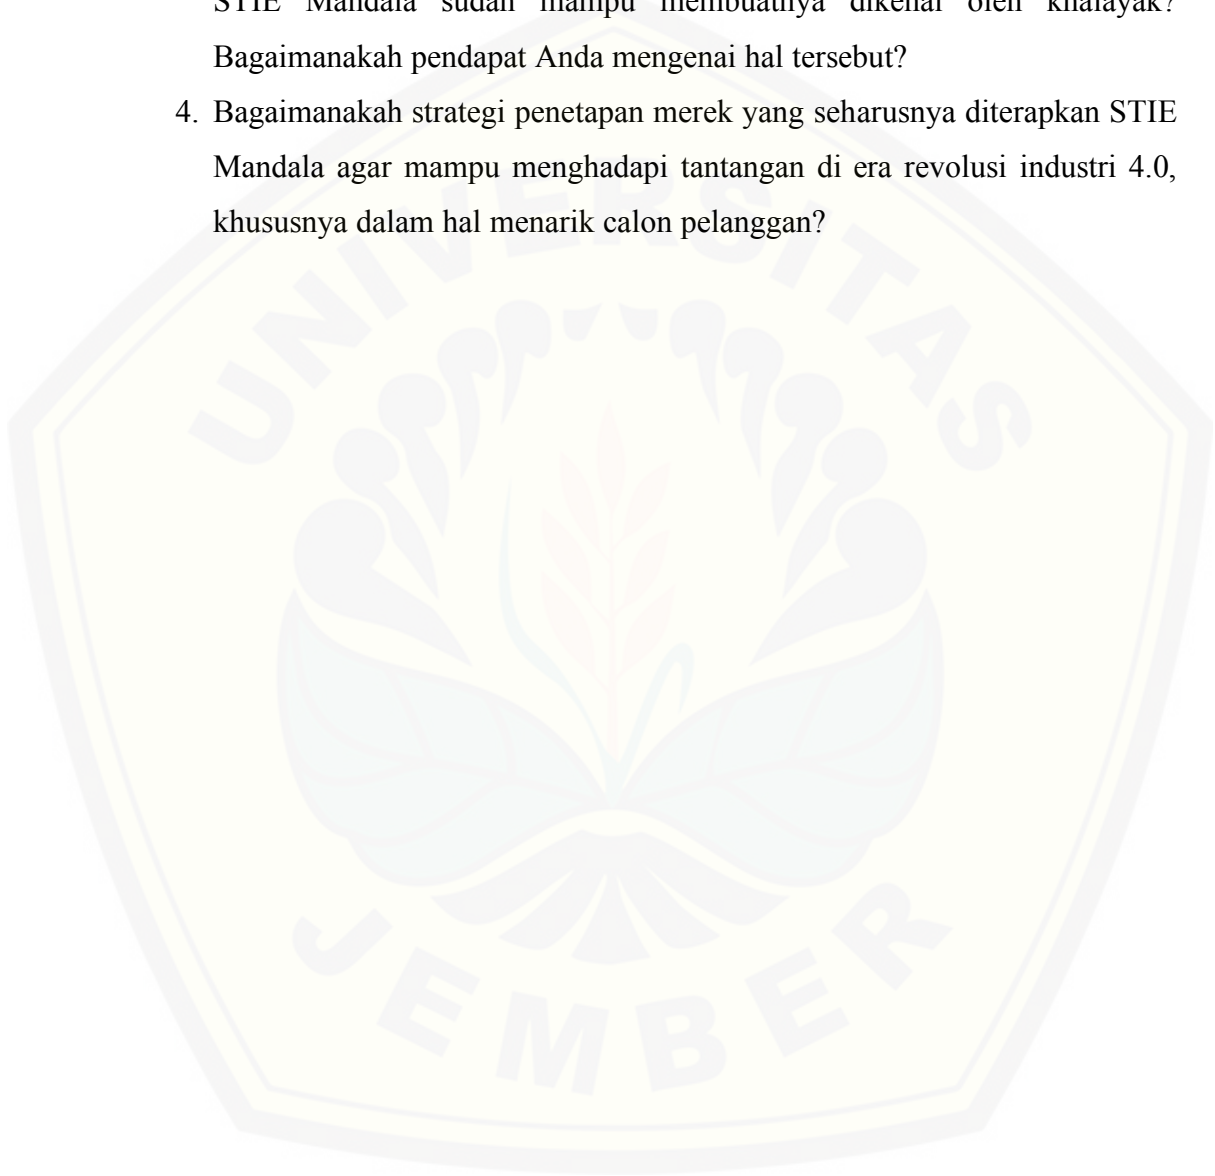 STIE Mandala sudah mampu membuatnya dikenal oleh khalayak?
Bagaimanakah pendapat Anda mengenai hal tersebut?
4. Bagaimanakah strategi penetapan merek yang seharusnya diterapkan STIE
Mandala agar mampu menghadapi tantangan di era revolusi industri 4.0,
khususnya dalam hal menarik calon pelanggan?
UNIVERSITAS
JEMBER